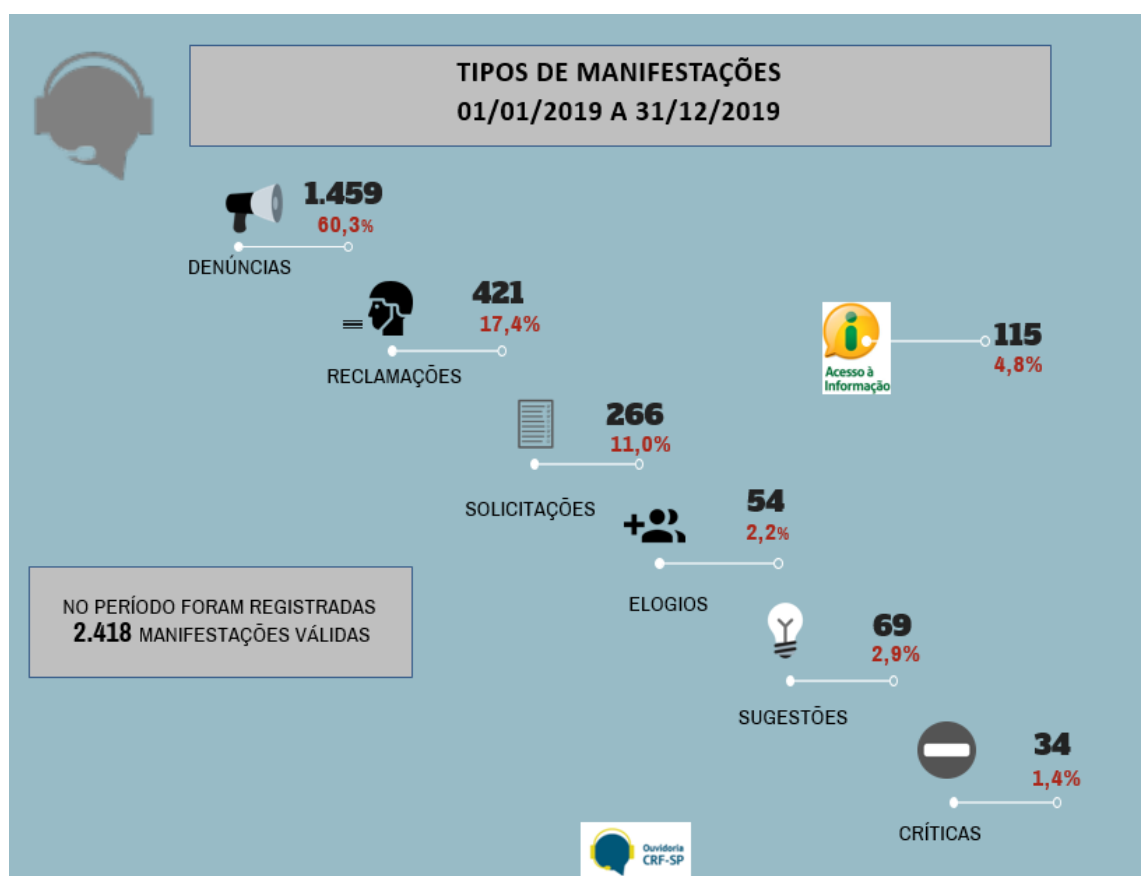 TIPOS DE MANIFESTAÇÕES
01/01/2019 A 31/12/2019
1.459
60,3%
DENÚNCIAS
421
17,4%
RECLAMAÇÕES
115
4,8%
Acesso à
Informação
266
11,0%
SOLICITAÇÕES
54
2,2%
ELOGIOS
NO PERÍODO FORAM REGISTRADAS
2.418 MANIFESTAÇÕES VÁLIDAS
69
2,9%
SUGESTÕES
34
1,4%
CRÍTICAS
Ouvidoria
CRF-SP